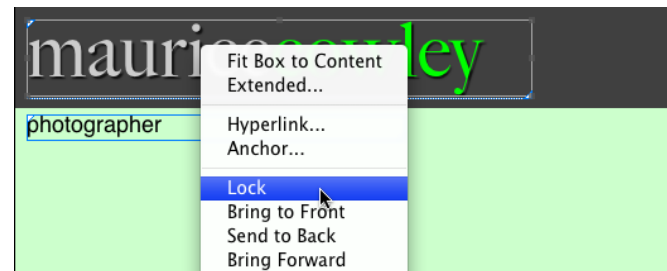 Fit Box to Content
Extended...
photographer
Hyperlink...
Anchor...
Lock
Bring to Front
Send to Back
Bring Forward